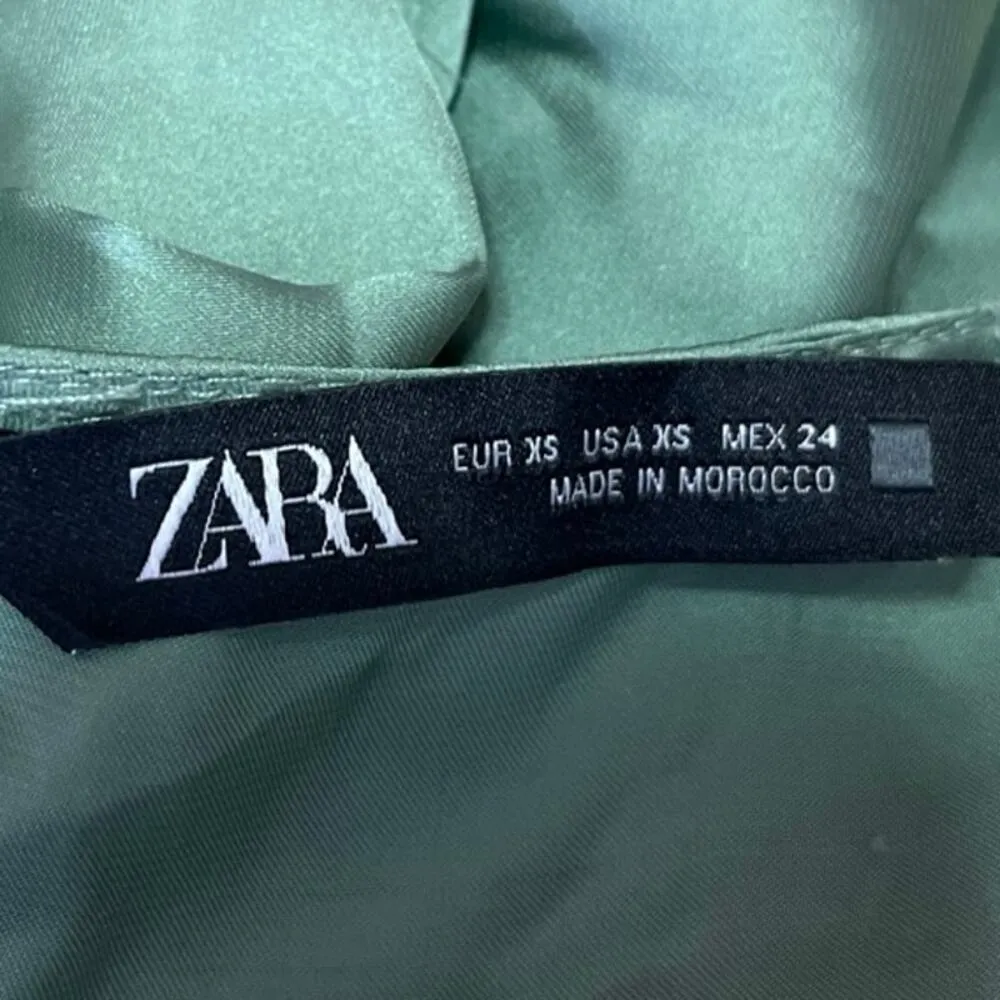 ZARA
EUR XS USA XS MEX 24
MADE IN MOROCCO